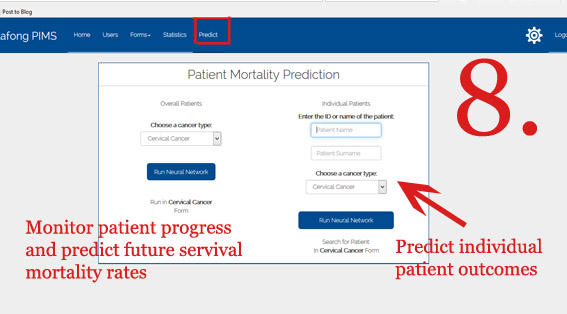 Post to Blog
afong PIMS Home Users Forms Statistics Predict Logo
8.
Patient Mortality Prediction
Overall Patients
Choose a cancer type:
Cervical Cancer
Run Neural Network
Run in Cervical Cancer
Form
Individual Patients
Enter the ID or name of the patient:
Patient Name
Patient Surname
Choose a cancer type:
Cervical Cancer
Run Neural Network
Search for Patient
In Cervical Cancer Form
Monitor patient progress
and predict future servival
mortality rates
Predict individual
patient outcomes